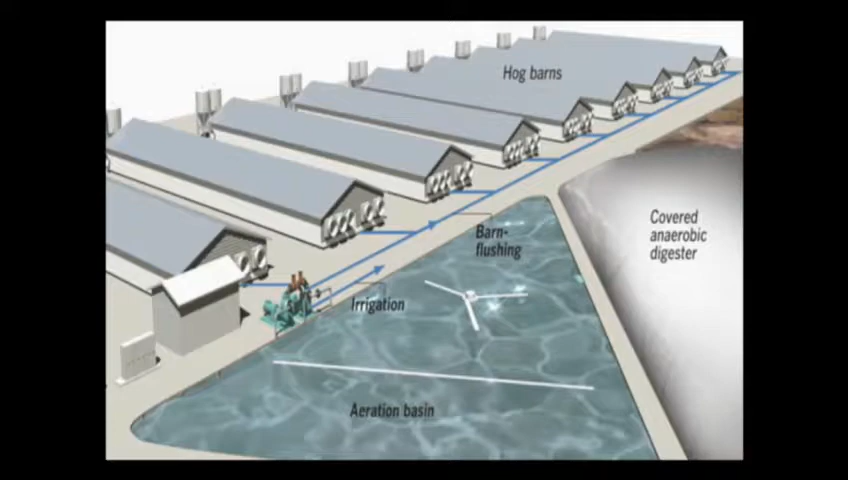 Hog barns
Covered
anaerobic
digester
Barn-
flushing
Irrigation
Aeration basin